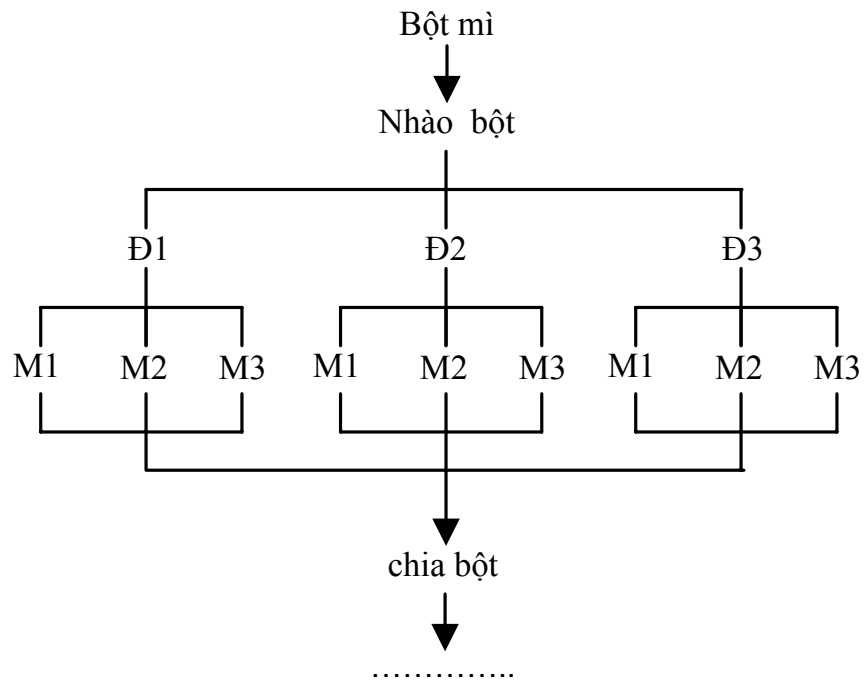 Bột mì
Nhào bột
Đ1 Đ2 Đ3
M1 M2 M3 M1 M2 M3 M1 M2 M3
chia bột
…………..